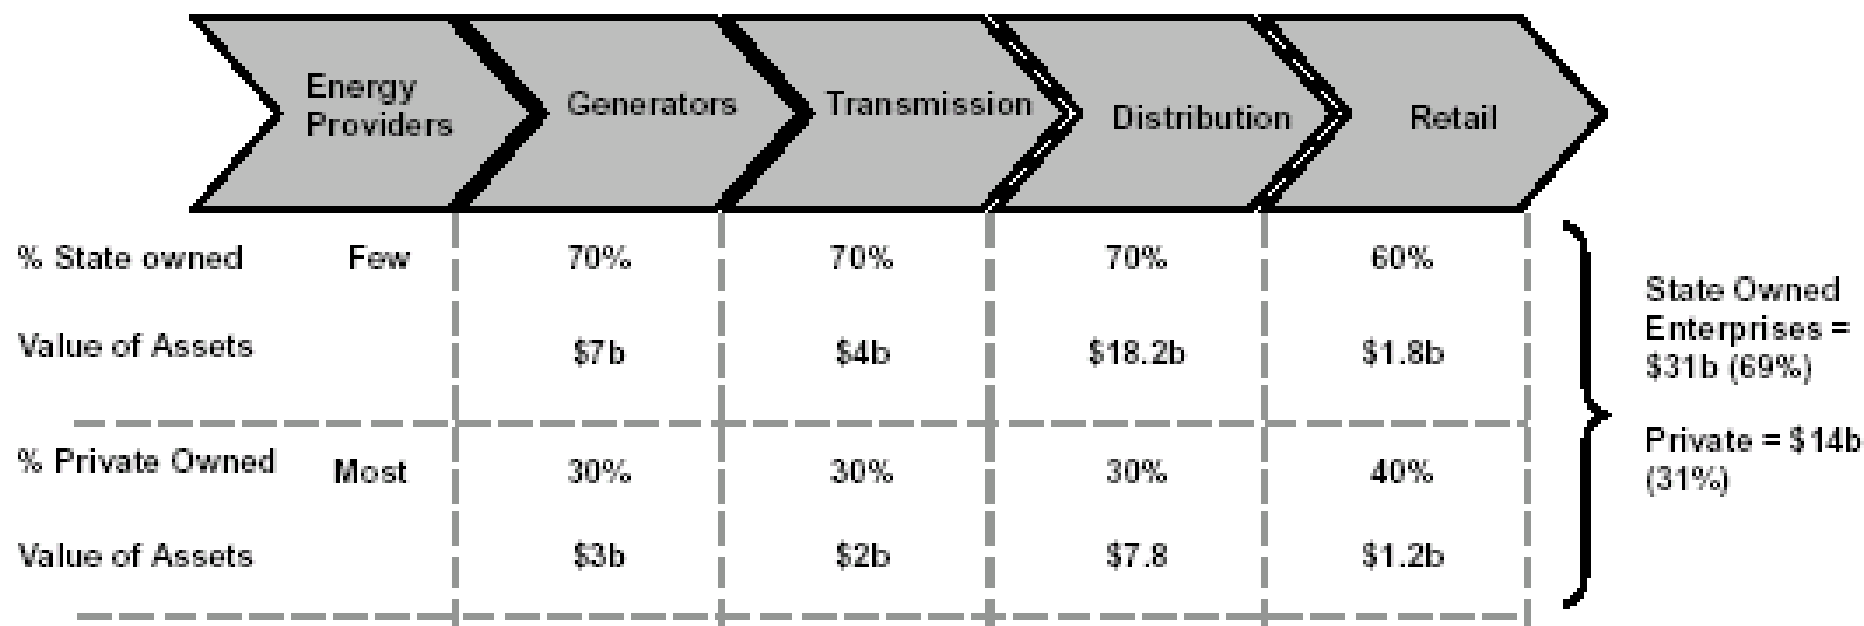 Energy
Providers
Generators
Transmission
Distribution
Retail
% State owned Few 70% 70% 70% 60%
Value of Assets $7b $4b $18.2b $1.8b
% Private Owned Most 30% 30% 30% 40%
Value of Assets $3b $2b $7.8 $1.2b
State Owned
Enterprises =
$31b (69%)
Private = $14b
(31%)